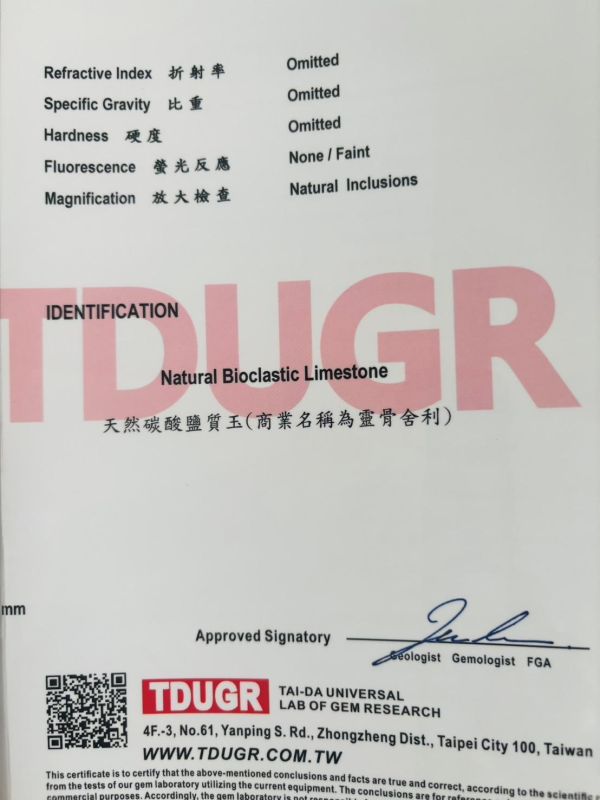 Refractive Index 折射率 Omitted
Specific Gravity 比重 Omitted
Hardness 硬度 Omitted
Fluorescence 螢光反應 None / Faint
Magnification 放大檢查 Natural Inclusions
TDUGR
IDENTIFICATION
Natural Bioclastic Limestone
天然碳酸鹽質玉(商業名稱為靈骨舍利)
mm
Approved Signatory
Geologist Gemologist FGA
TDUGR TAI-DA UNIVERSAL
LAB OF GEM RESEARCH
4F.-3, No.61, Yanping S. Rd., Zhongzheng Dist., Taipei City 100, Taiwan
WWW.TDUGR.COM.TW
This certificate is to certify that the above-mentioned conclusions and facts are true and correct, according to the scientific
from the tests of our gem laboratory utilizing the current equipment. The conclusions are for
commercial purposes. Accordingly, the gem laboratory is not